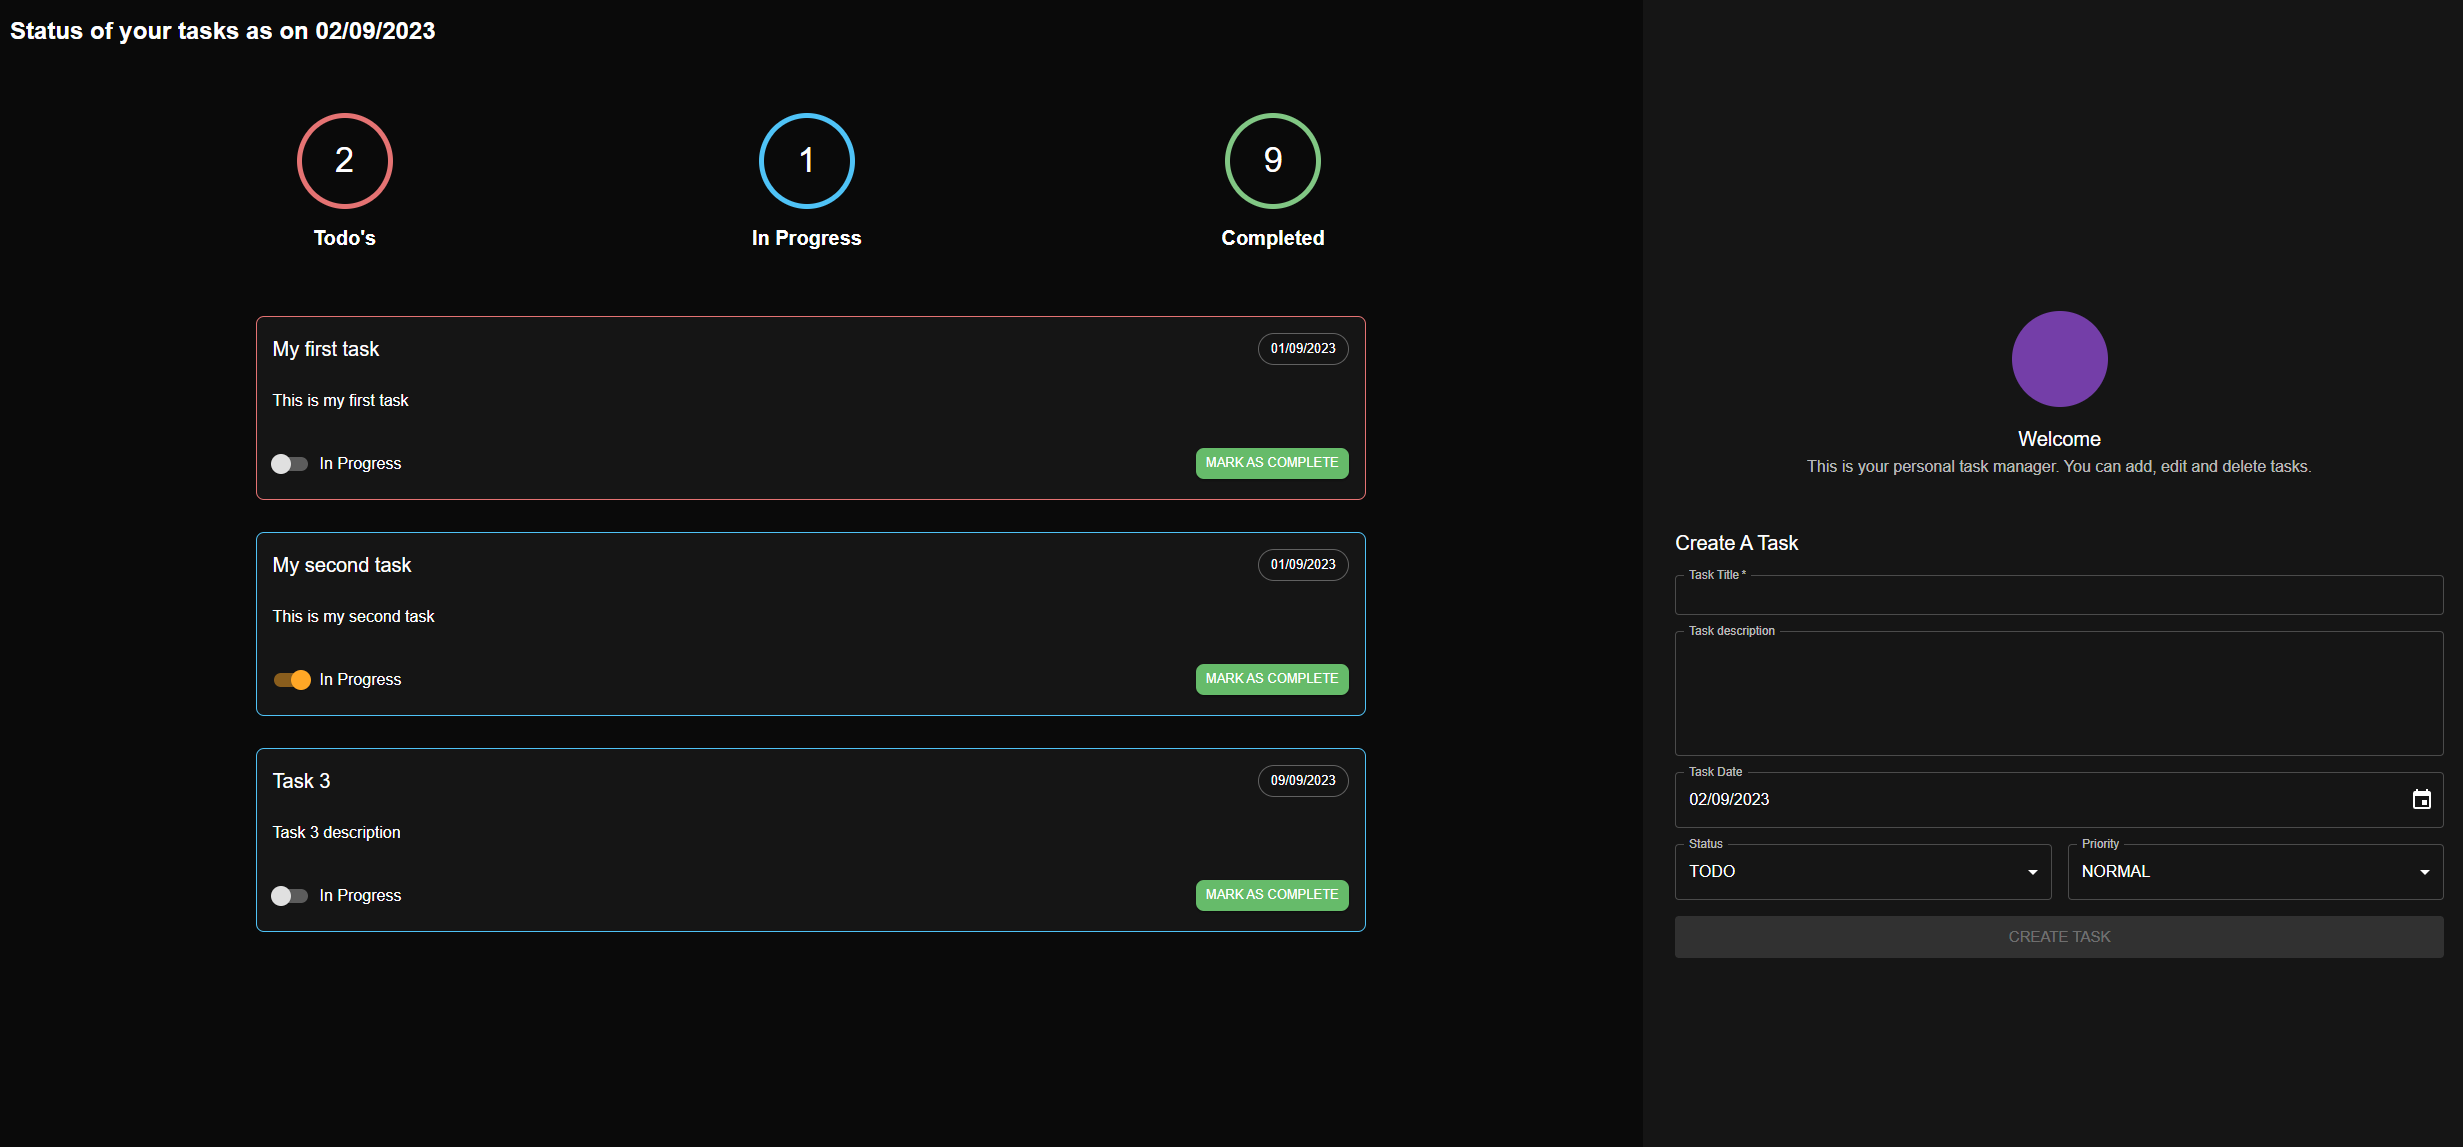 Status of your tasks as on 02/09/2023
2
1
9
Todo's
In Progress
Completed
My first task
01/09/2023
This is my first task
In Progress
MARK AS COMPLETE
My second task
01/09/2023
This is my second task
In Progress
MARK AS COMPLETE
Task 3
09/09/2023
Task 3 description
In Progress
MARK AS COMPLETE
Welcome
This is your personal task manager. You can add, edit and delete tasks.
Create A Task
Task Title *
Task description
Task Date
02/09/2023
Status
TODO
Priority
NORMAL
CREATE TASK